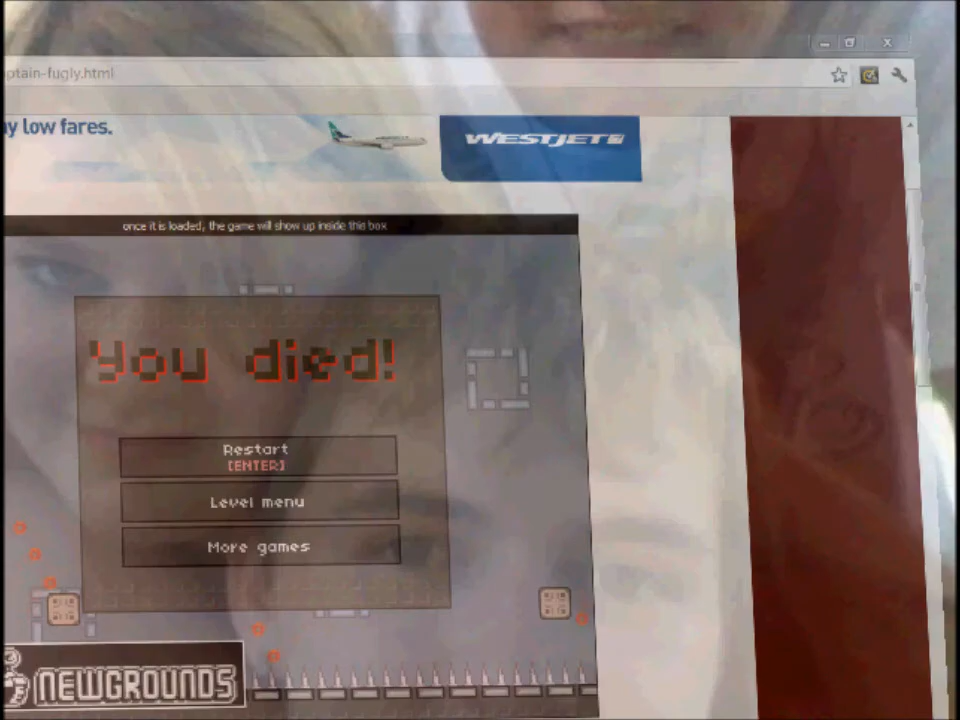 ptain-fugly.html
y low fares.
WESTJET
once it is loaded, the game will show up inside this box
You died!
Restart
[ENTER]
Level menu
More games
NEWGROUNDS